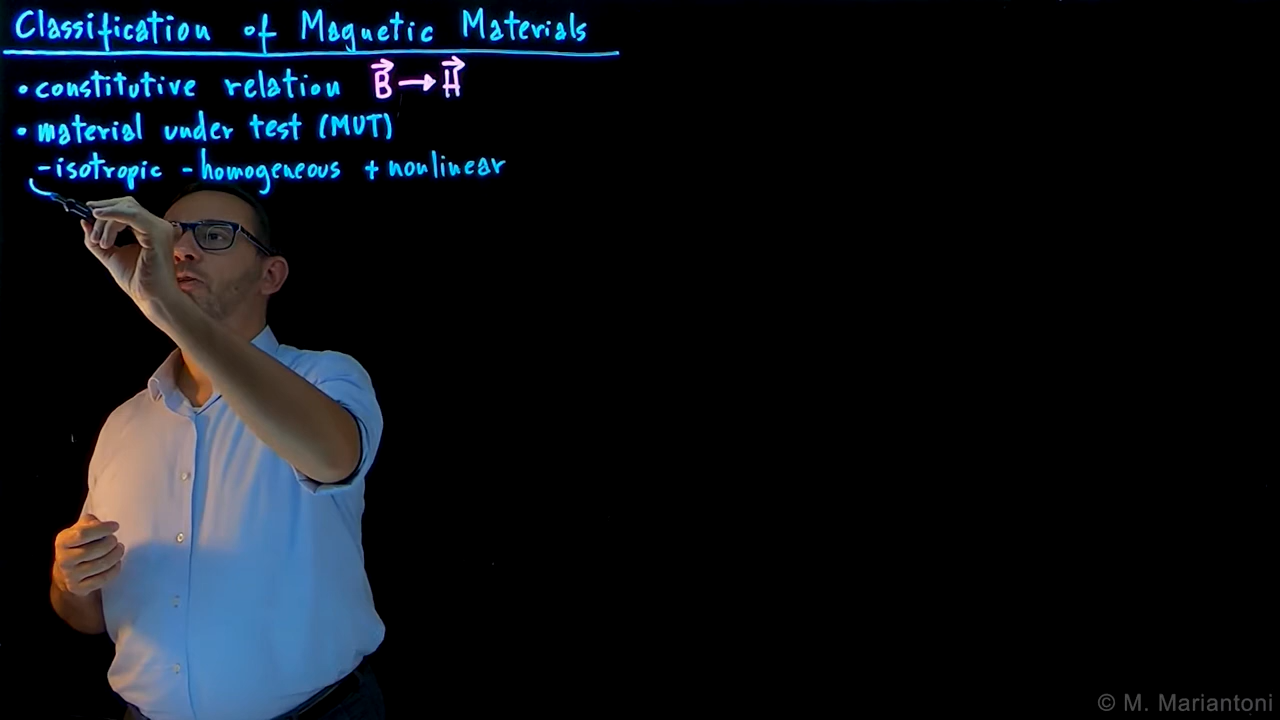 Classification of Magnetic Materials
• constitutive relation B⃗ → H⃗
• material under test (MUT)
- isotropic - homogeneous + nonlinear
© M. Mariantoni